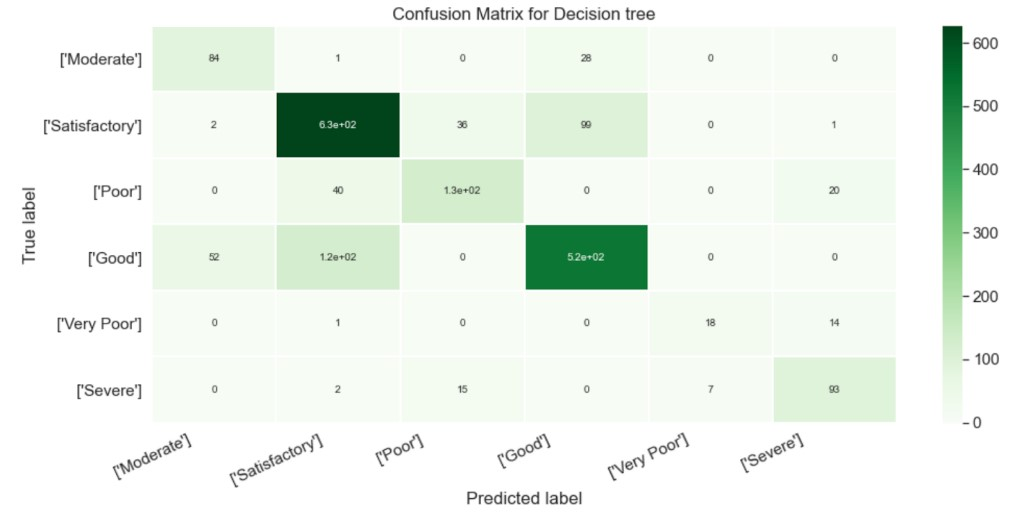 Confusion Matrix for Decision tree
['Moderate'] 84 1 0 28 0 0
['Satisfactory'] 2 6.3e+02 36 99 0 1
['Poor'] 0 40 1.3e+02 0 0 20
['Good'] 52 1.2e+02 0 5.2e+02 0 0
['Very Poor'] 0 1 0 0 18 14
['Severe'] 0 2 15 0 7 93
['Moderate'] ['Satisfactory'] ['Poor'] ['Good'] ['Very Poor'] ['Severe']
Predicted label
True label
600
500
400
300
200
100
0